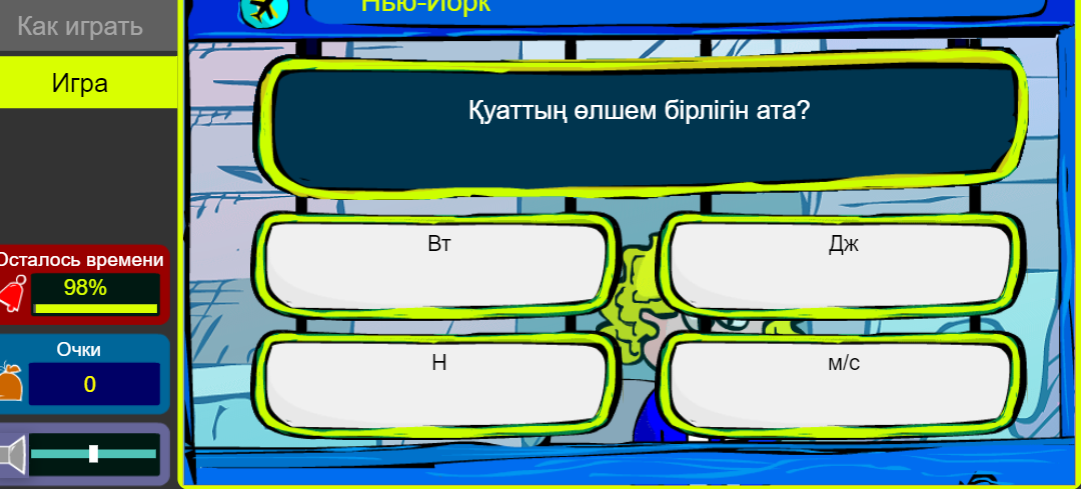 Как играть
Нью-Йорк
Игра
Қуаттың өлшем бірлігін ата?
Вт
Дж
Н
м/с
Осталось времени
98%
Очки
0